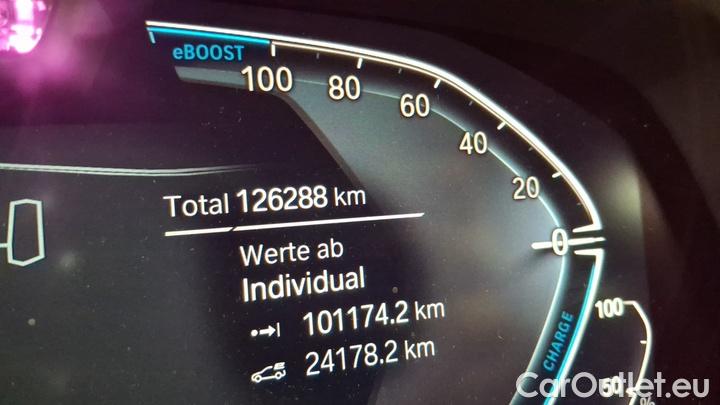 eBOOST
100
80
60
40
20
0
Total 126288 km
Werte ab
Individual
101174.2 km
24178.2 km
CHARGE
100
50
%
CarOutlet.eu